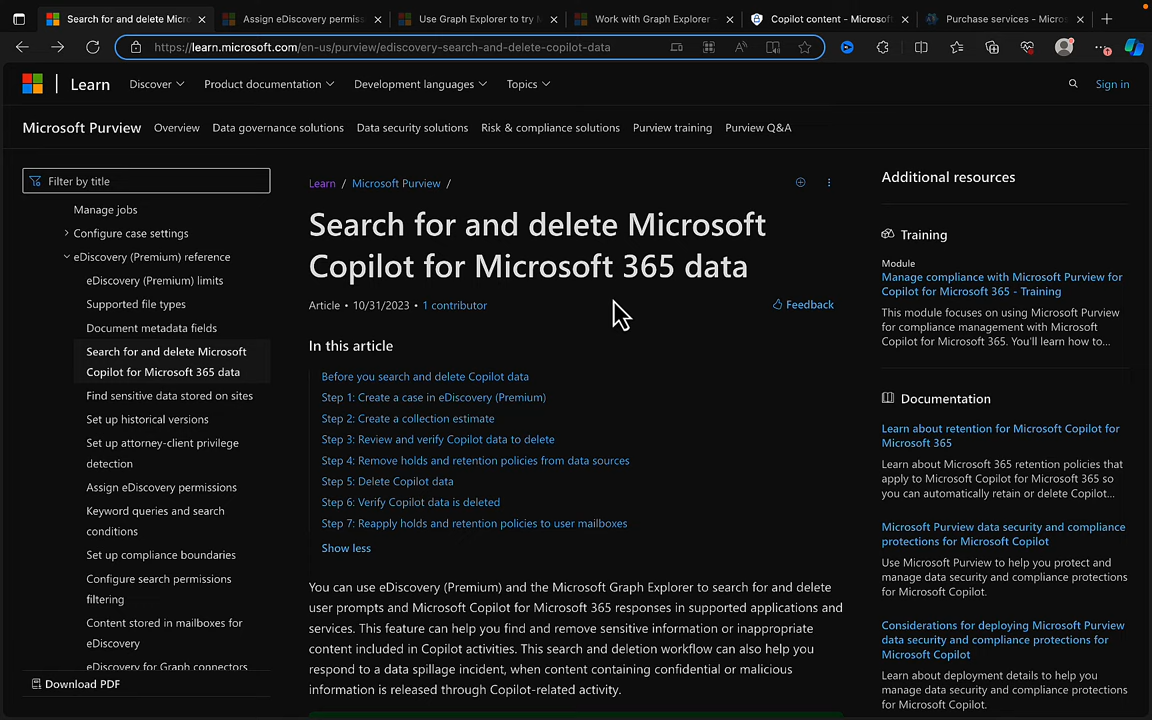 Search for and delete Micro
Assign eDiscovery permiss
Use Graph Explorer to try
Work with Graph Explorer -
Copilot content - Microsof
Purchase services - Micros
https://learn.microsoft.com/en-us/purview/ediscovery-search-and-delete-copilot-data
Learn
Discover
Product documentation
Development languages
Topics
Sign in
Microsoft Purview
Overview
Data governance solutions
Data security solutions
Risk & compliance solutions
Purview training
Purview Q&A
Filter by title
Manage jobs
Configure case settings
eDiscovery (Premium) reference
eDiscovery (Premium) limits
Supported file types
Document metadata fields
Search for and delete Microsoft
Copilot for Microsoft 365 data
Find sensitive data stored on sites
Set up historical versions
Set up attorney-client privilege
detection
Assign eDiscovery permissions
Keyword queries and search
conditions
Set up compliance boundaries
Configure search permissions
filtering
Content stored in mailboxes for
eDiscovery
eDiscovery for Graph connectors
Download PDF
Learn / Microsoft Purview /
Search for and delete Microsoft
Copilot for Microsoft 365 data
Article • 10/31/2023 • 1 contributor
Feedback
In this article
Before you search and delete Copilot data
Step 1: Create a case in eDiscovery (Premium)
Step 2: Create a collection estimate
Step 3: Review and verify Copilot data to delete
Step 4: Remove holds and retention policies from data sources
Step 5: Delete Copilot data
Step 6: Verify Copilot data is deleted
Step 7: Reapply holds and retention policies to user mailboxes
Show less
You can use eDiscovery (Premium) and the Microsoft Graph Explorer to search for and delete
user prompts and Microsoft Copilot for Microsoft 365 responses in supported applications and
services. This feature can help you find and remove sensitive information or inappropriate
content included in Copilot activities. This search and deletion workflow can also help you
respond to a data spillage incident, when content containing confidential or malicious
information is released through Copilot-related activity.
Additional resources
Training
Module
Manage compliance with Microsoft Purview for
Copilot for Microsoft 365 - Training
This module focuses on using Microsoft Purview
for compliance management with Microsoft
Copilot for Microsoft 365. You'll learn how to...
Documentation
Learn about retention for Microsoft Copilot for
Microsoft 365
Learn about Microsoft 365 retention policies that
apply to Microsoft Copilot for Microsoft 365 so
you can automatically retain or delete Copilot...
Microsoft Purview data security and compliance
protections for Microsoft Copilot
Use Microsoft Purview to help you protect and
manage data security and compliance protections
for Microsoft Copilot.
Considerations for deploying Microsoft Purview
data security and compliance protections for
Microsoft Copilot
Learn about deployment details to help you
manage data security and compliance protections
for Microsoft Copilot.